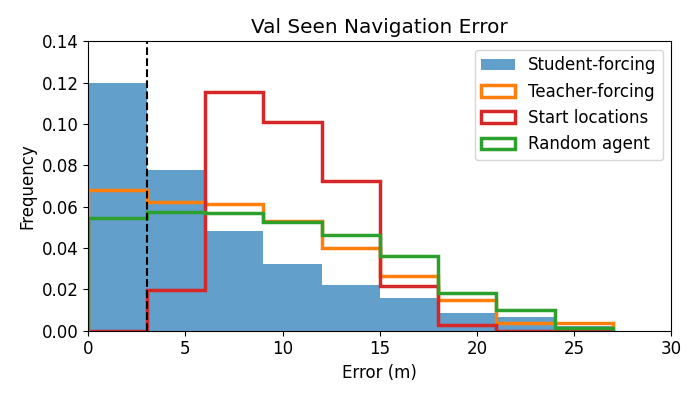 Val Seen Navigation Error
0.14
0.12
0.10
0.08
0.06
0.04
0.02
0.00
Frequency
Student-forcing
Teacher-forcing
Start locations
Random agent
0 5 10 15 20 25 30
Error (m)